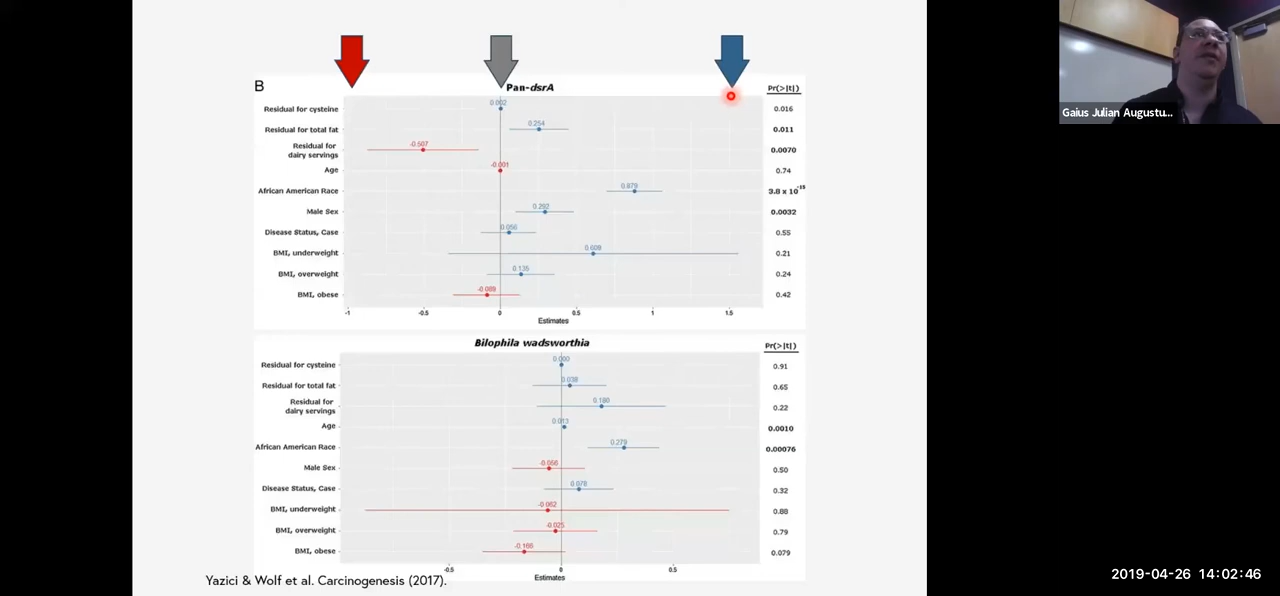 B
Pan-dsrA
Pr(>|t|)
Residual for cysteine 0.002 0.016
Residual for total fat 0.254 0.011
Residual for dairy servings -0.507 0.0070
Age -0.001 0.74
African American Race 0.879 3.8 x 10^-15
Male Sex 0.292 0.0032
Disease Status, Case 0.056 0.55
BMI, underweight 0.609 0.21
BMI, overweight 0.135 0.24
BMI, obese -0.089 0.42
-1 -0.5 0 0.5 1 1.5
Estimates
Bilophila wadsworthia
Pr(>|t|)
Residual for cysteine 0.000 0.91
Residual for total fat 0.038 0.65
Residual for dairy servings 0.180 0.22
Age 0.013 0.0010
African American Race 0.279 0.00076
Male Sex -0.056 0.50
Disease Status, Case 0.078 0.32
BMI, underweight -0.062 0.88
BMI, overweight -0.025 0.79
BMI, obese -0.166 0.079
-0.5 0 0.5
Estimates
Yazici & Wolf et al. Carcinogenesis (2017).
Gaius Julian Augustu...
2019-04-26 14:02:46